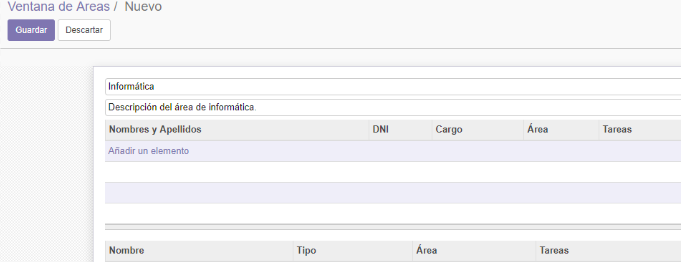 Ventana de Areas / Nuevo
Guardar Descartar
Informática
Descripción del área de informática.
Nombres y Apellidos DNI Cargo Área Tareas
Añadir un elemento
Nombre Tipo Área Tareas